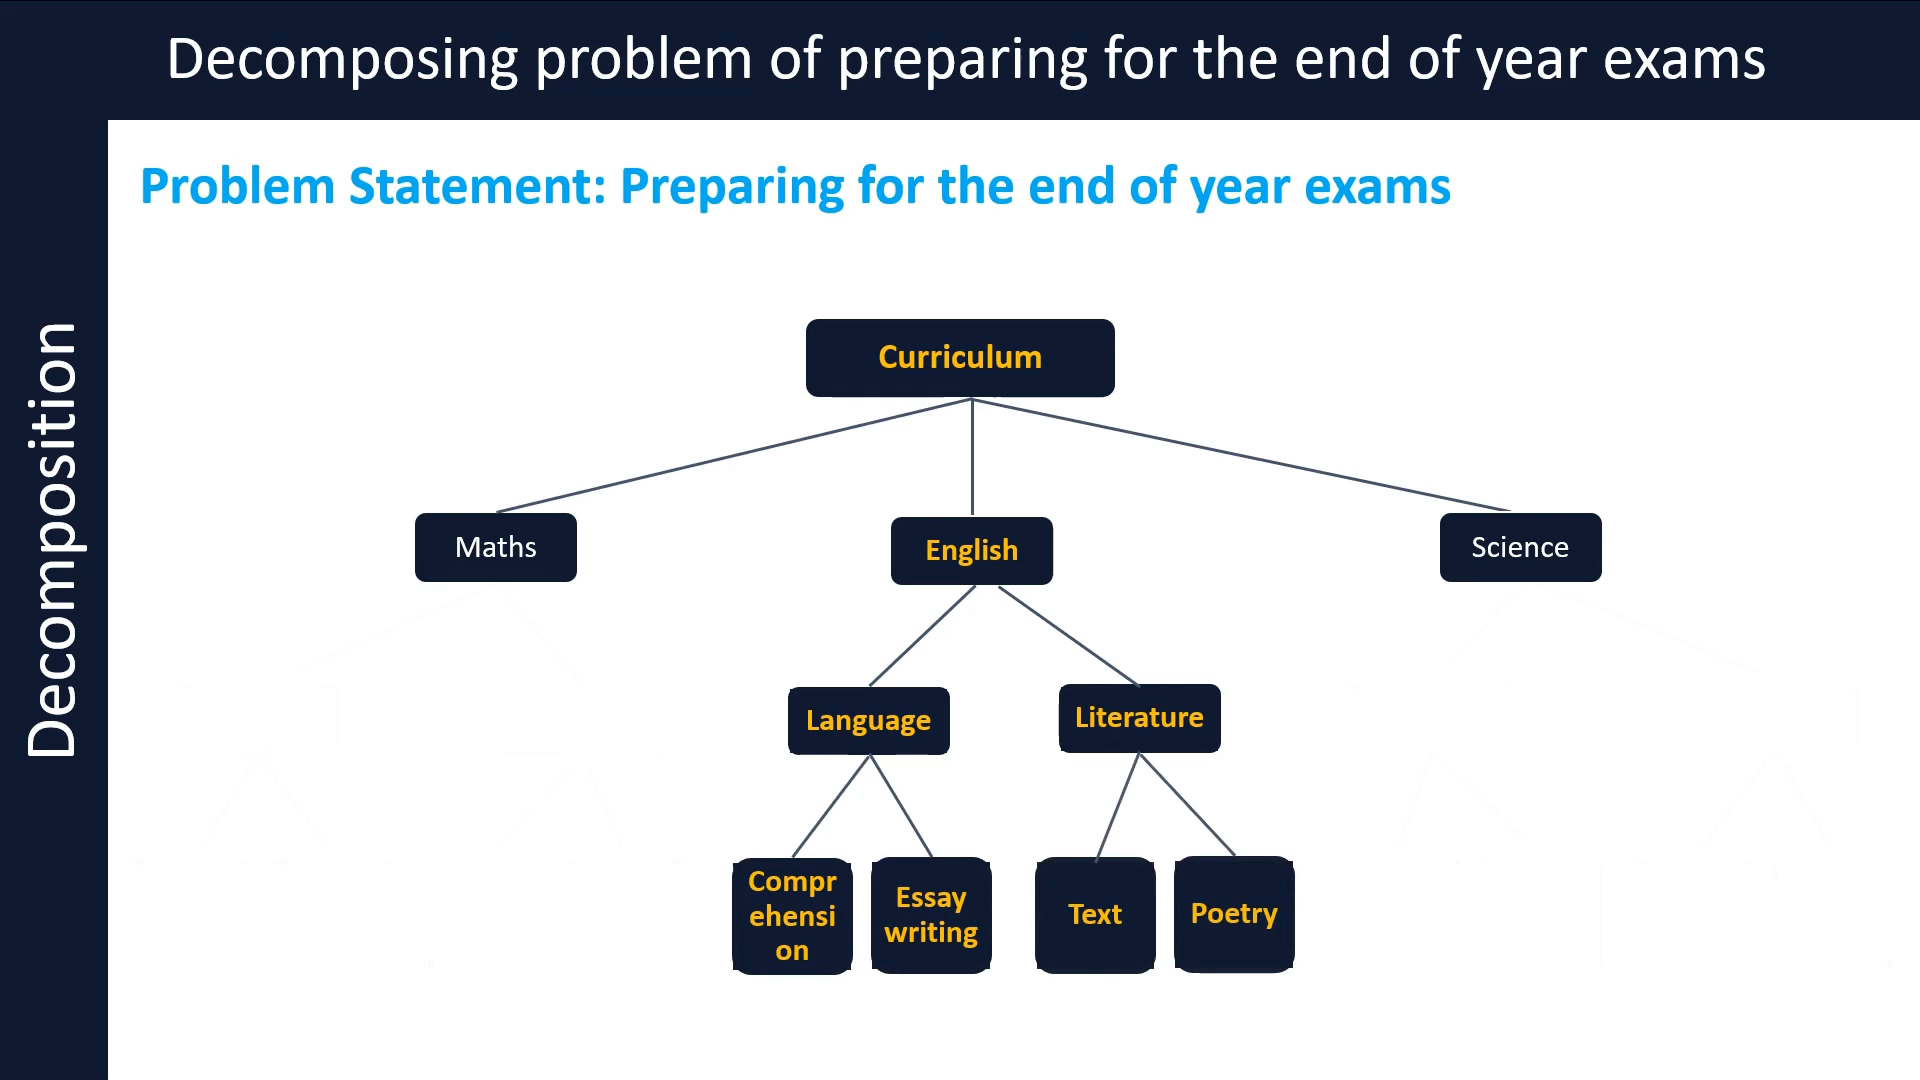 Decomposing problem of preparing for the end of year exams
Decomposition
Problem Statement: Preparing for the end of year exams
Curriculum
Maths
English
Science
Language
Literature
Compr
ehensi
on
Essay
writing
Text
Poetry